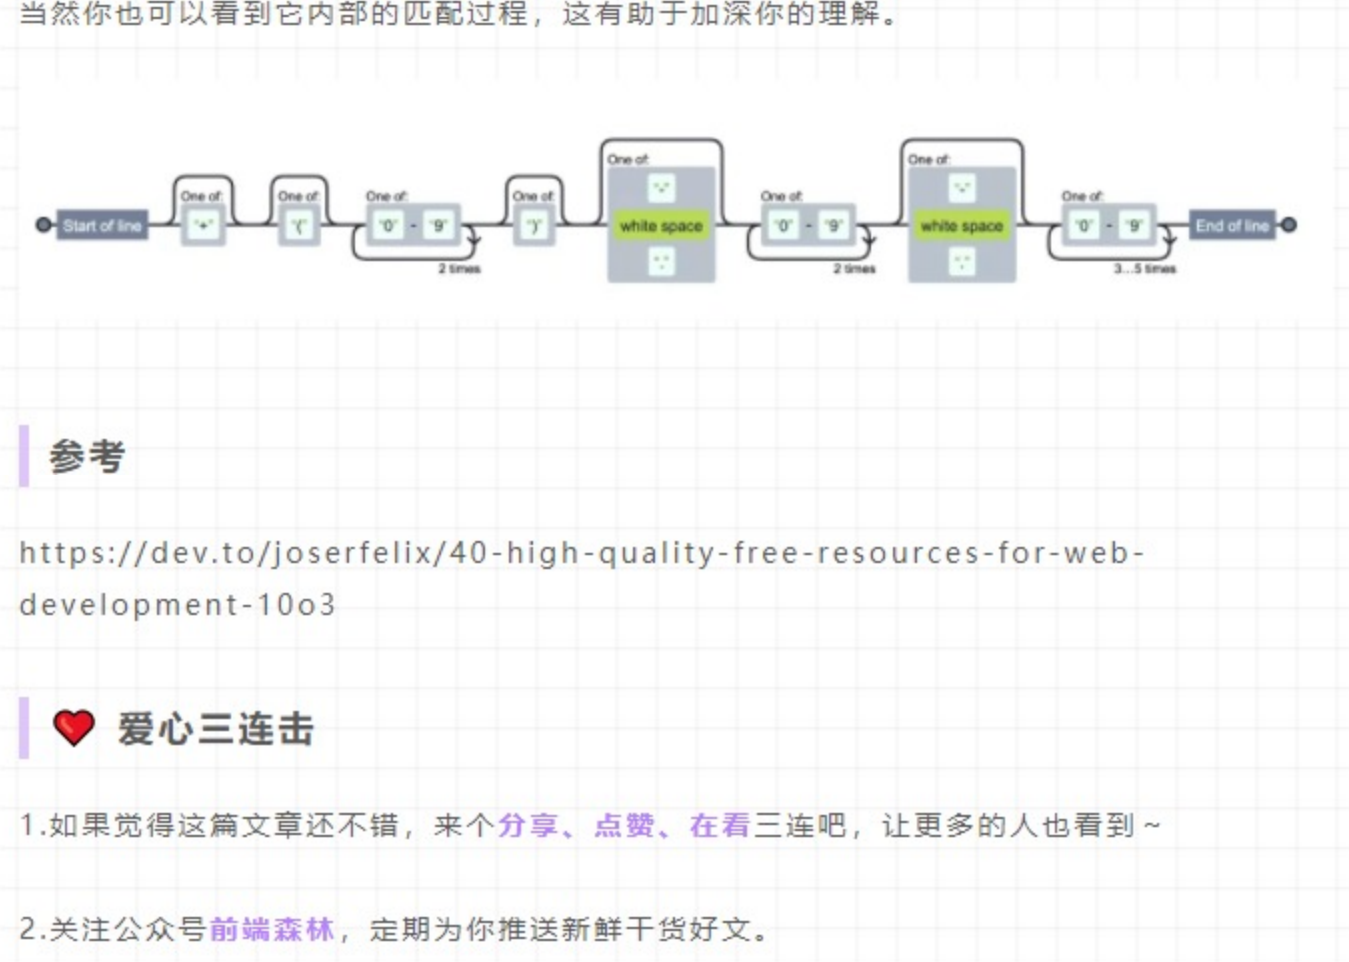 当然你也可以看到它内部的匹配过程，这有助于加深你的理解。
One of: One of:
One of: One of: One of: One of: One of: One of:
Start of line "+" "(" "0" - "9" ")" white space "0" - "9" white space "0" - "9" End of line
2 times 2 times 3...5 times
参考
https://dev.to/joserfelix/40-high-quality-free-resources-for-web-
development-10o3
爱心三连击
1.如果觉得这篇文章还不错，来个分享、点赞、在看三连吧，让更多的人也看到～
2.关注公众号前端森林，定期为你推送新鲜干货好文。